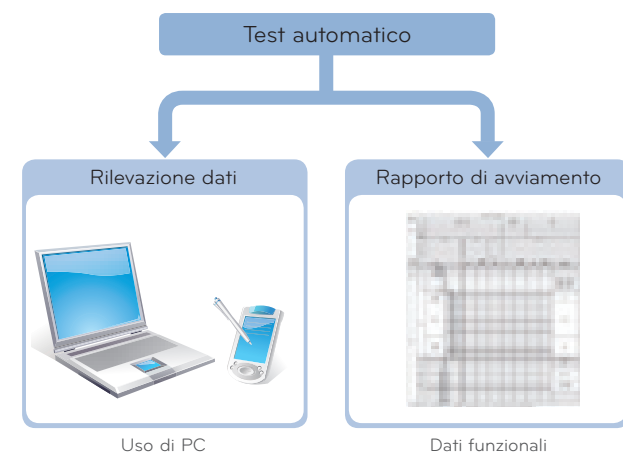 Test automatico
Rilevazione dati
Rapporto di avviamento
Uso di PC
Dati funzionali